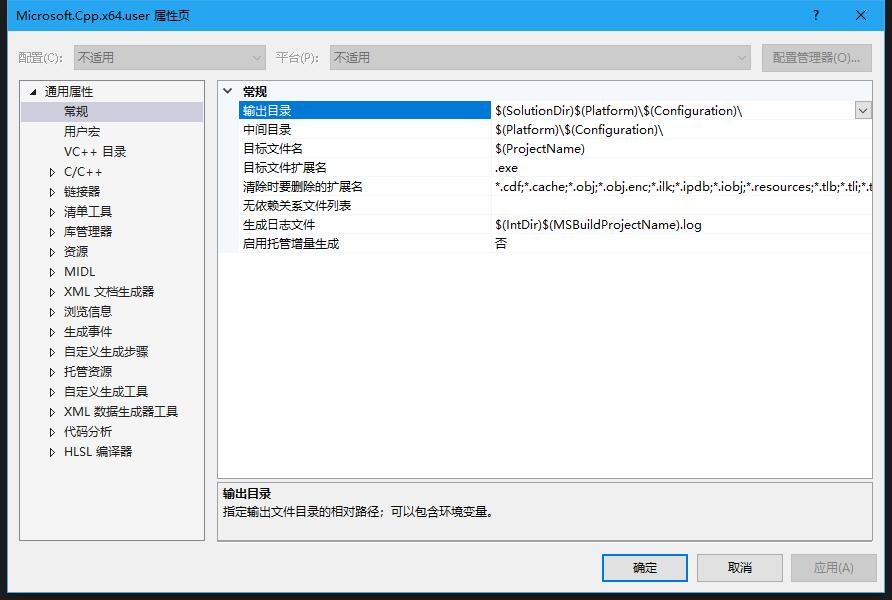 Microsoft.Cpp.x64.user 属性页
配置(C): 不适用 平台(P): 不适用 配置管理器(O)...
通用属性
常规
用户宏
VC++ 目录
C/C++
链接器
清单工具
库管理器
资源
MIDL
XML 文档生成器
浏览信息
生成事件
自定义生成步骤
托管资源
自定义生成工具
XML 数据生成器工具
代码分析
HLSL 编译器
常规
输出目录 $(SolutionDir)$(Platform)\$(Configuration)\
中间目录 $(Platform)\$(Configuration)\
目标文件名 $(ProjectName)
目标文件扩展名 .exe
清除时要删除的扩展名 *.cdf;*.cache;*.obj;*.obj.enc;*.ilk;*.ipdb;*.iobj;*.resources;*.tlb;*.tli;*.t
无依赖关系文件列表
生成日志文件 $(IntDir)$(MSBuildProjectName).log
启用托管增量生成 否
输出目录
指定输出文件目录的相对路径；可以包含环境变量。
确定 取消 应用(A)